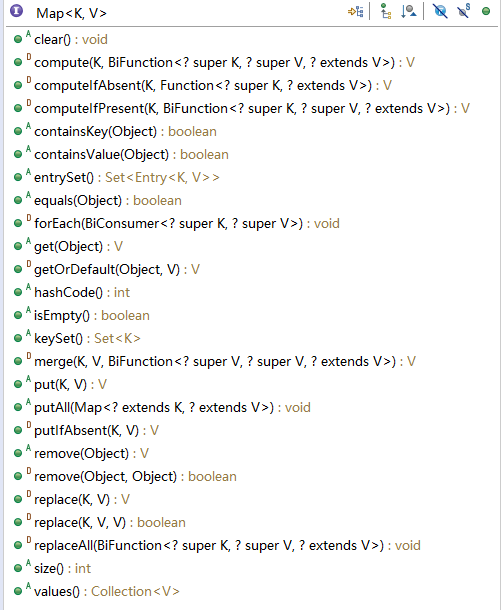 Map<K, V>
A clear() : void
D compute(K, BiFunction<? super K, ? super V, ? extends V>) : V
D computeIfAbsent(K, Function<? super K, ? extends V>) : V
D computeIfPresent(K, BiFunction<? super K, ? super V, ? extends V>) : V
A containsKey(Object) : boolean
A containsValue(Object) : boolean
A entrySet() : Set<Entry<K, V>>
A equals(Object) : boolean
D forEach(BiConsumer<? super K, ? super V>) : void
A get(Object) : V
D getOrDefault(Object, V) : V
A hashCode() : int
A isEmpty() : boolean
A keySet() : Set<K>
D merge(K, V, BiFunction<? super V, ? super V, ? extends V>) : V
A put(K, V) : V
A putAll(Map<? extends K, ? extends V>) : void
D putIfAbsent(K, V) : V
A remove(Object) : V
D remove(Object, Object) : boolean
D replace(K, V) : V
D replace(K, V, V) : boolean
D replaceAll(BiFunction<? super K, ? super V, ? extends V>) : void
A size() : int
A values() : Collection<V>